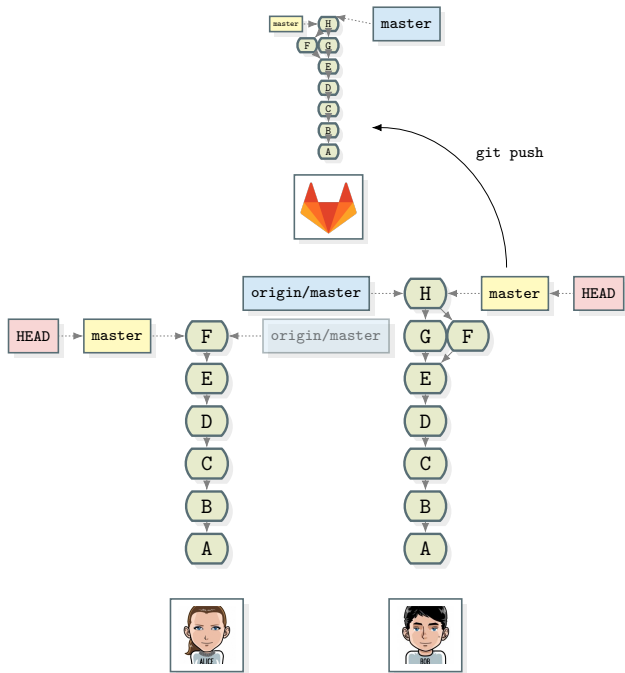 master H master
F G
E
D
C
B
A
git push
origin/master H master HEAD
HEAD master F origin/master G F
E E
D D
C C
B B
A A
ALICE BOB